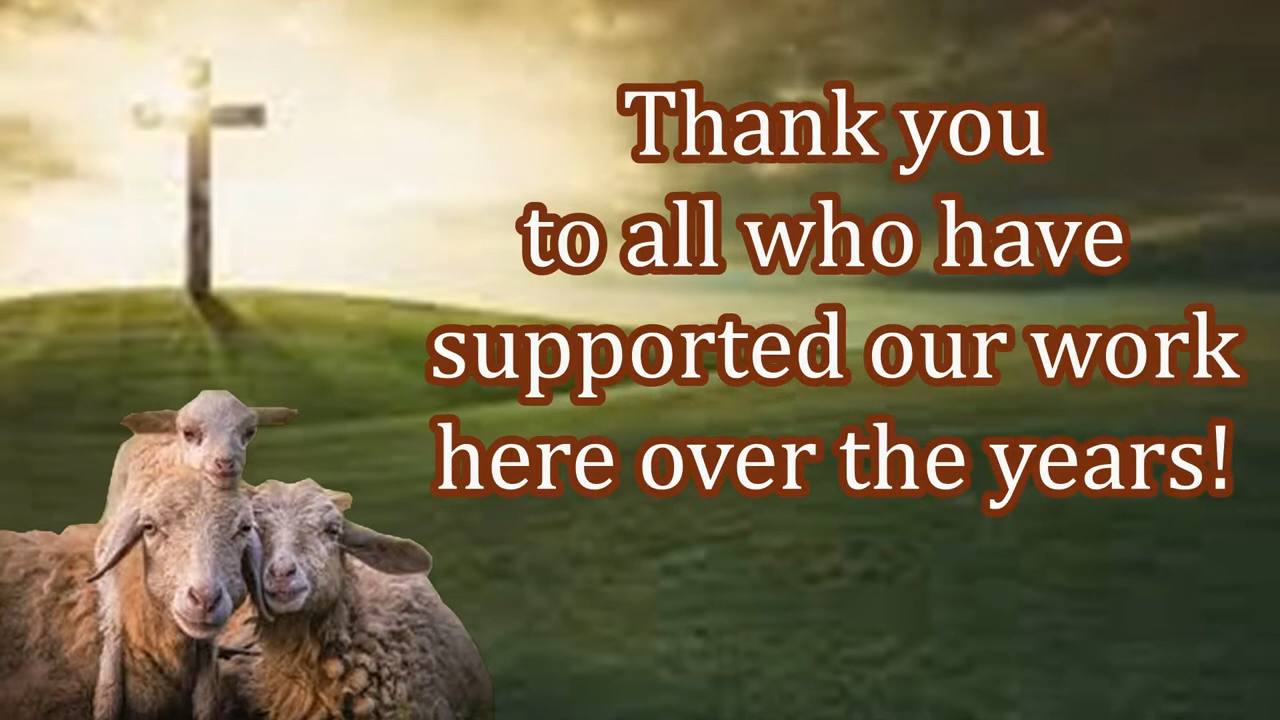 Thank you
to all who have
supported our work
here over the years!